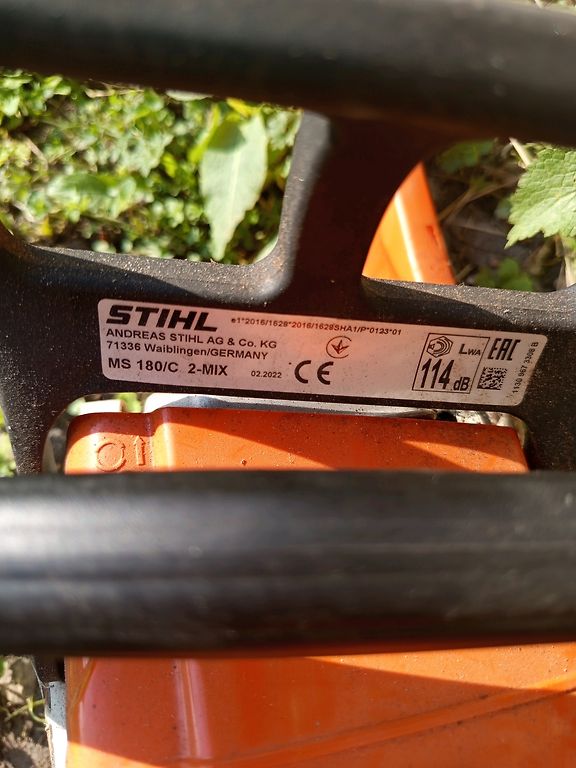 STIHL
e1*2016/1628*2016/1628SHA1/P*0123*01
ANDREAS STIHL AG & Co. KG
71336 Waiblingen/GERMANY
MS 180/C 2-MIX
02.2022
CE
LWA
EAC
114 dB
1130 967 3308 B